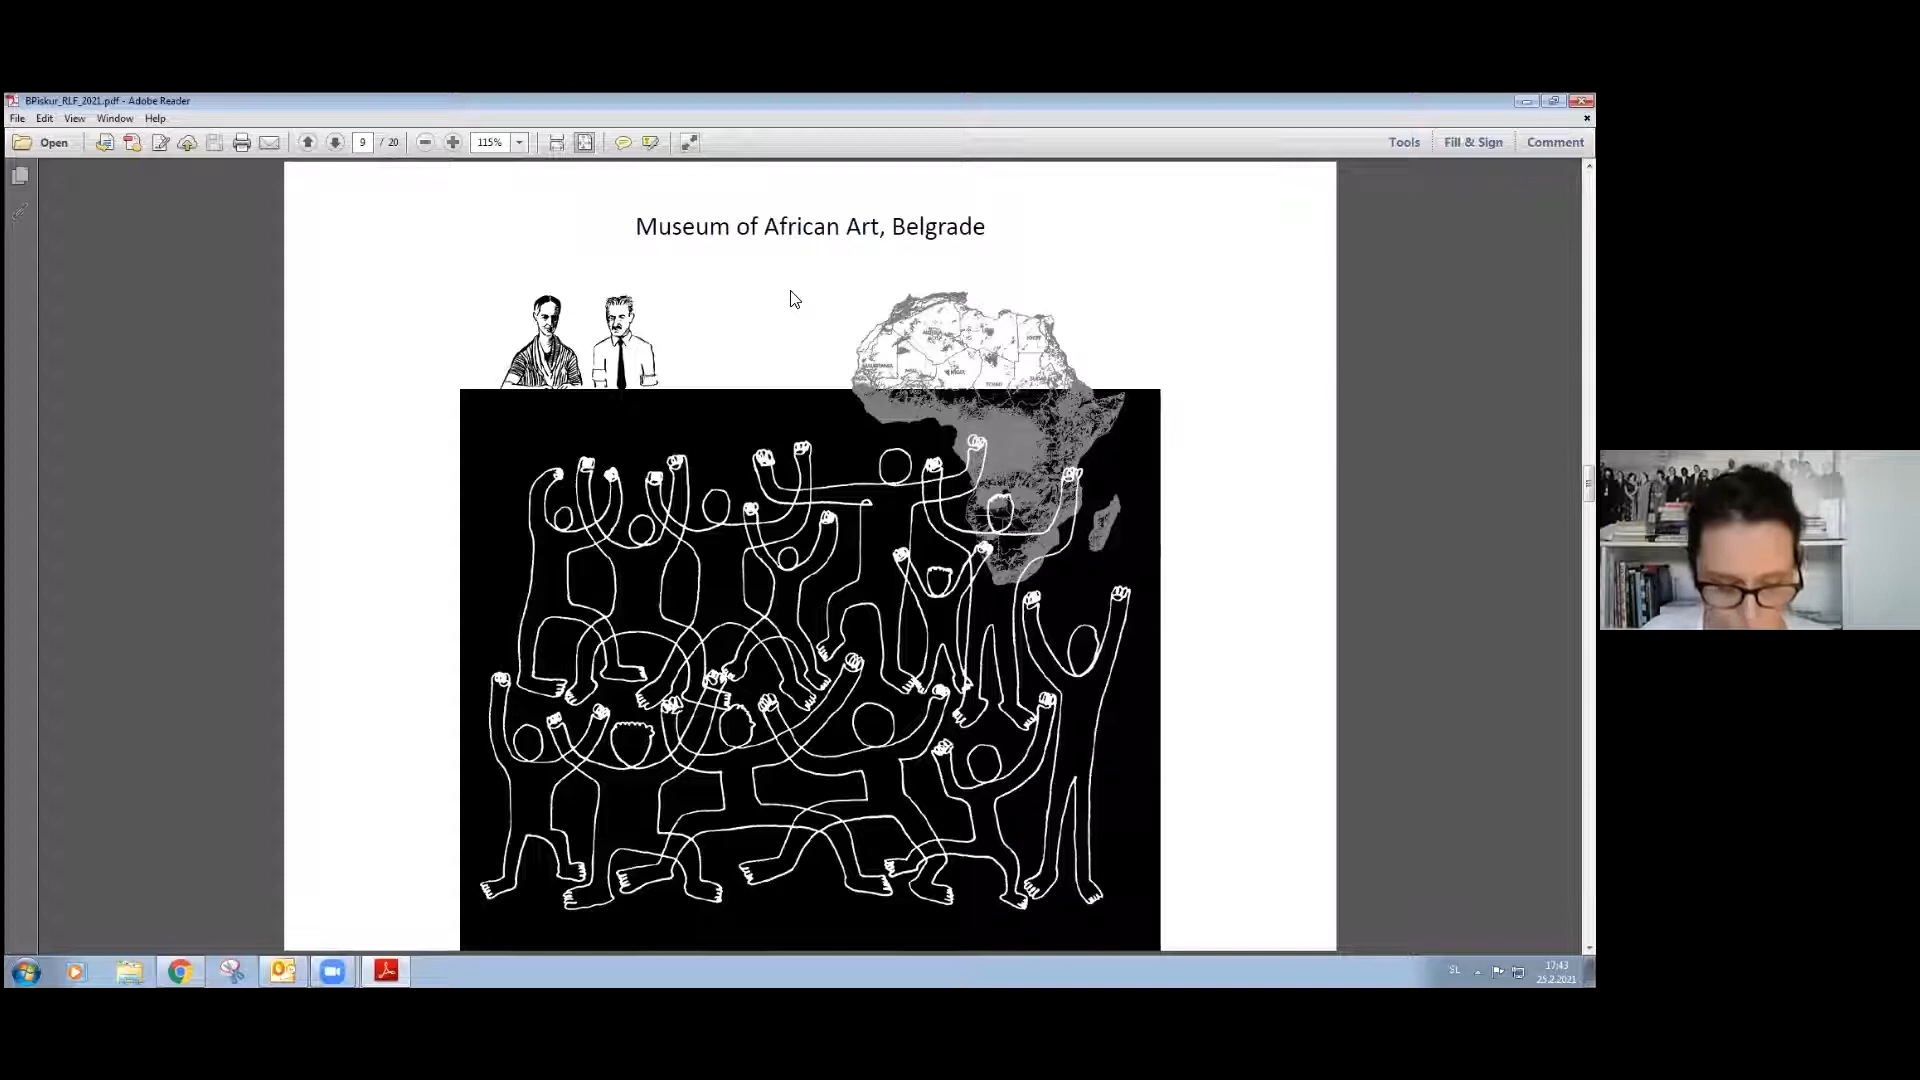 BPiskur_RLF_2021.pdf - Adobe Reader
File Edit View Window Help
Open 9 / 20 115% Tools Fill & Sign Comment
Museum of African Art, Belgrade
SL 17:43
25.2.2021